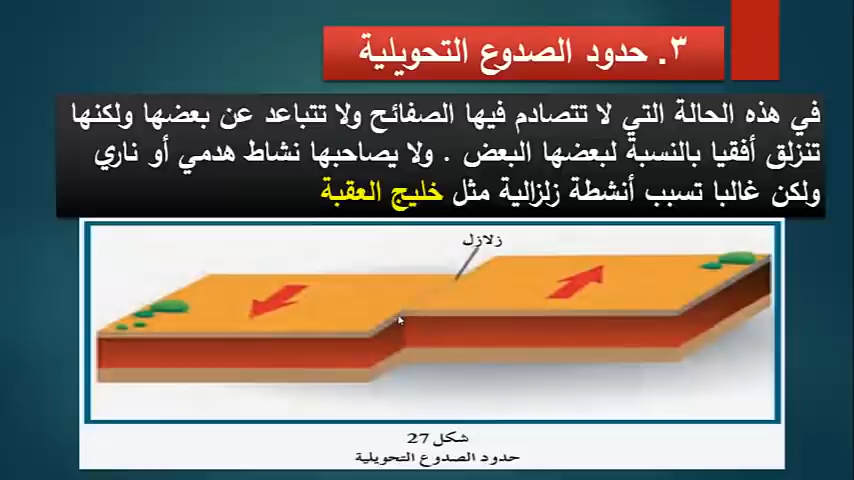 ٣. حدود الصدوع التحويلية
في هذه الحالة التي لا تتصادم فيها الصفائح ولا تتباعد عن بعضها ولكنها
تنزلق أفقيا بالنسبة لبعضها البعض . ولا يصاحبها نشاط هدمي أو ناري
ولكن غالبا تسبب أنشطة زلزالية مثل خليج العقبة
زلازل
شكل 27
حدود الصدوع التحويلية